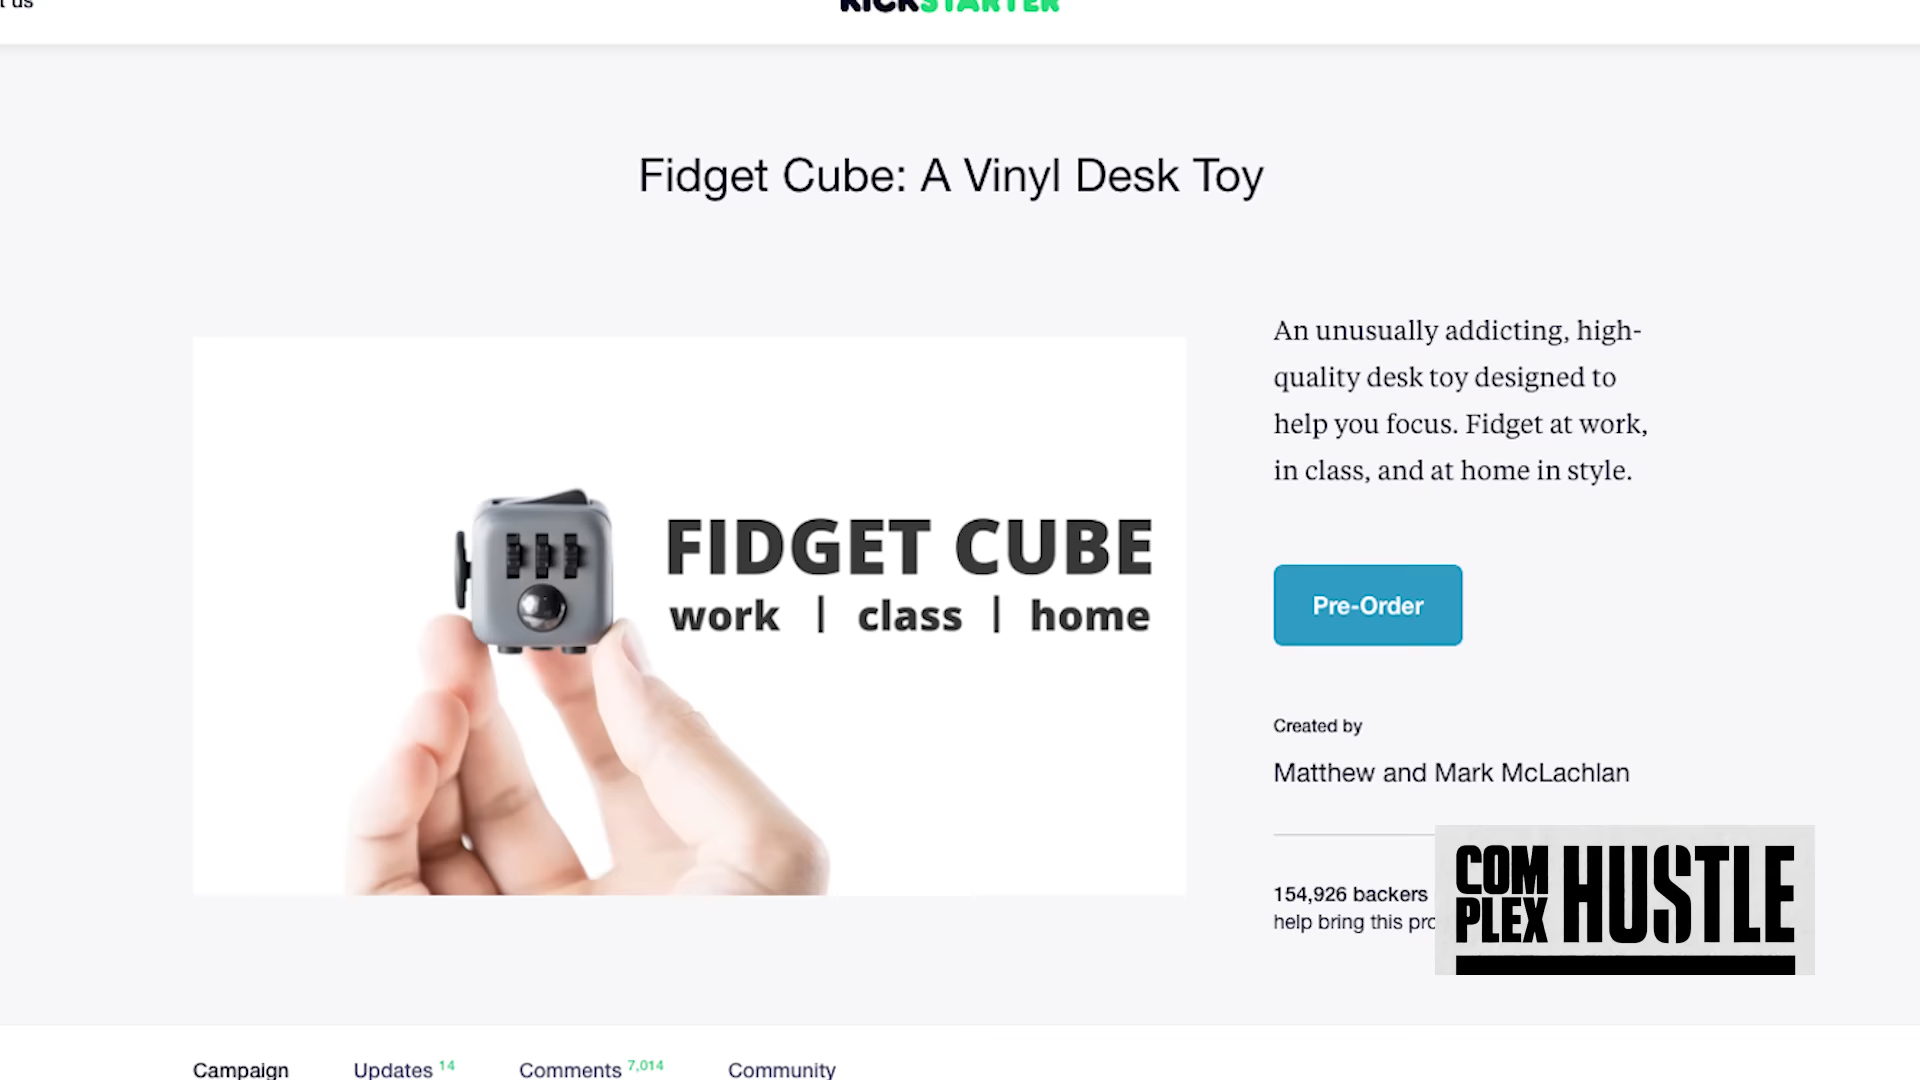 t us
KICKSTARTER
Fidget Cube: A Vinyl Desk Toy
An unusually addicting, high-
quality desk toy designed to
help you focus. Fidget at work,
in class, and at home in style.
FIDGET CUBE
work | class | home
Pre-Order
Created by
Matthew and Mark McLachlan
154,926 backers
help bring this pro
COM
PLEX
HUSTLE
Campaign
Updates 14
Comments 7,014
Community